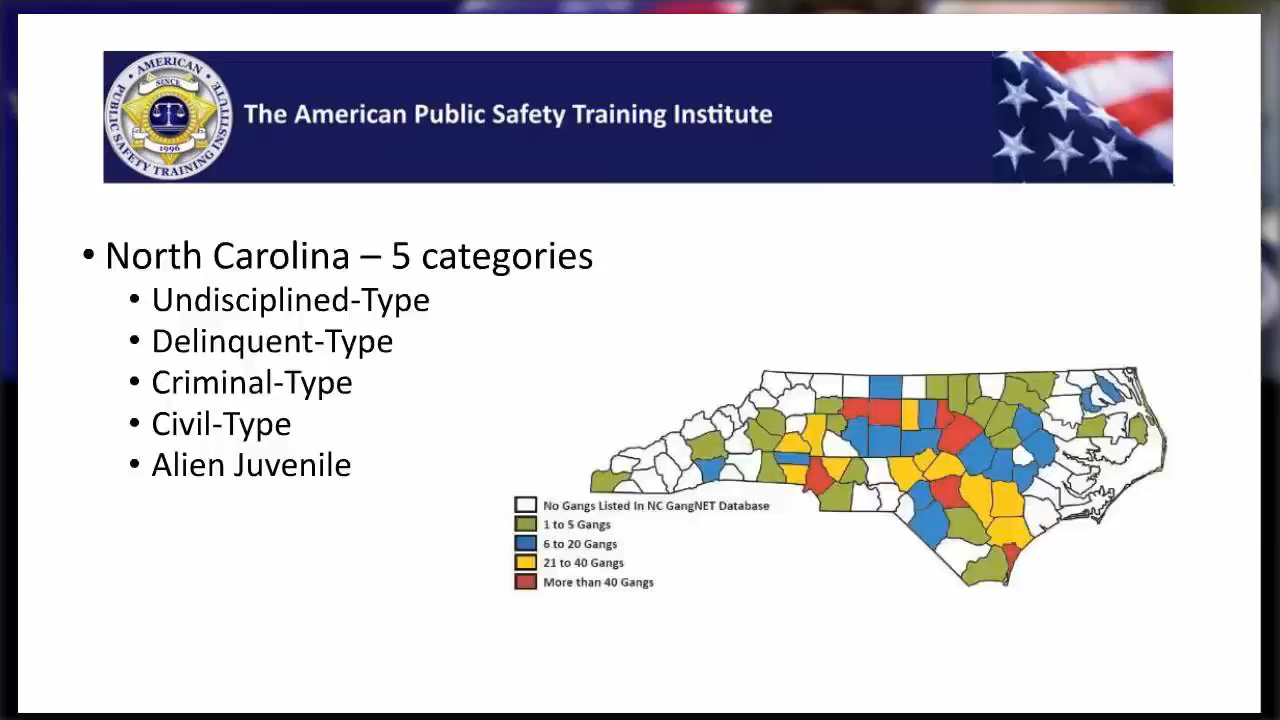 AMERICAN
PUBLIC SAFETY TRAINING INSTITUTE
SINCE
1996
The American Public Safety Training Institute
• North Carolina – 5 categories
• Undisciplined-Type
• Delinquent-Type
• Criminal-Type
• Civil-Type
• Alien Juvenile
No Gangs Listed In NC GangNET Database
1 to 5 Gangs
6 to 20 Gangs
21 to 40 Gangs
More than 40 Gangs